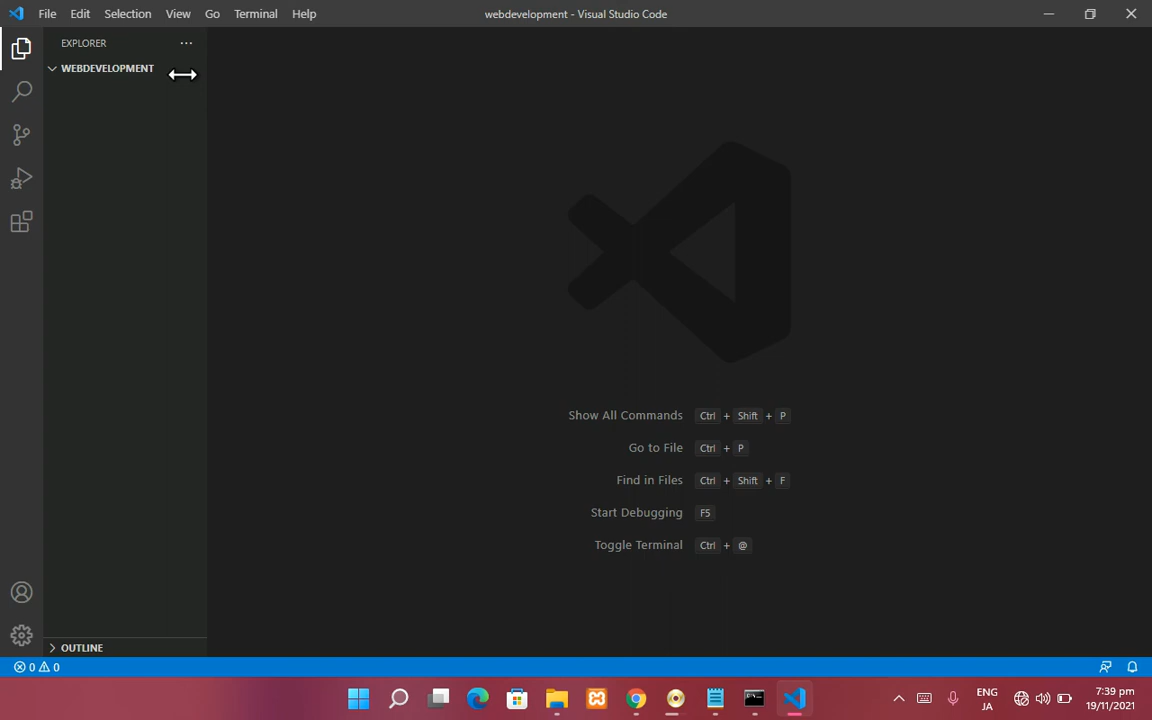 File Edit Selection View Go Terminal Help
webdevelopment - Visual Studio Code
EXPLORER
WEBDEVELOPMENT
Show All Commands Ctrl + Shift + P
Go to File Ctrl + P
Find in Files Ctrl + Shift + F
Start Debugging F5
Toggle Terminal Ctrl + @
OUTLINE
0 0
ENG
JA
7:39 pm
19/11/2021